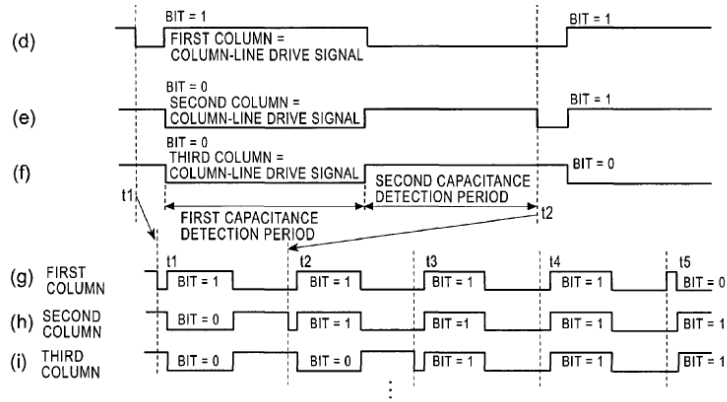 BIT = 1 BIT = 1
(d) FIRST COLUMN =
COLUMN-LINE DRIVE SIGNAL
BIT = 0
(e) SECOND COLUMN = BIT = 1
COLUMN-LINE DRIVE SIGNAL
BIT = 0
(f) THIRD COLUMN = BIT = 0
COLUMN-LINE DRIVE SIGNAL SECOND CAPACITANCE
DETECTION PERIOD
t1 t2
FIRST CAPACITANCE
DETECTION PERIOD
t1 t2 t3 t4 t5
(g) FIRST COLUMN BIT = 1 BIT = 1 BIT = 1 BIT = 1 BIT = 0
(h) SECOND COLUMN BIT = 0 BIT = 1 BIT =1 BIT = 1 BIT = 1
(i) THIRD COLUMN BIT = 0 BIT = 0 BIT = 1 BIT = 1 BIT = 1